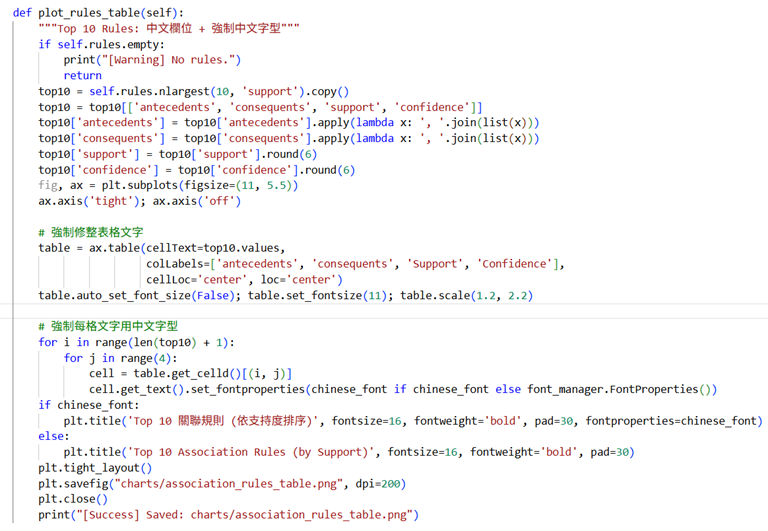 def plot_rules_table(self):
    """Top 10 Rules: 中文欄位 + 強制中文字型"""
    if self.rules.empty:
        print("[Warning] No rules.")
        return
    top10 = self.rules.nlargest(10, 'support').copy()
    top10 = top10[['antecedents', 'consequents', 'support', 'confidence']]
    top10['antecedents'] = top10['antecedents'].apply(lambda x: ', '.join(list(x)))
    top10['consequents'] = top10['consequents'].apply(lambda x: ', '.join(list(x)))
    top10['support'] = top10['support'].round(6)
    top10['confidence'] = top10['confidence'].round(6)
    fig, ax = plt.subplots(figsize=(11, 5.5))
    ax.axis('tight'); ax.axis('off')
    # 強制修整表格文字
    table = ax.table(cellText=top10.values,
                     colLabels=['antecedents', 'consequents', 'Support', 'Confidence'],
                     cellLoc='center', loc='center')
    table.auto_set_font_size(False); table.set_fontsize(11); table.scale(1.2, 2.2)
    # 強制每格文字用中文字型
    for i in range(len(top10) + 1):
        for j in range(4):
            cell = table.get_celld()[(i, j)]
            cell.get_text().set_fontproperties(chinese_font if chinese_font else font_manager.FontProperties())
    if chinese_font:
        plt.title('Top 10 關聯規則 (依支持度排序)', fontsize=16, fontweight='bold', pad=30, fontproperties=chinese_font)
    else:
        plt.title('Top 10 Association Rules (by Support)', fontsize=16, fontweight='bold', pad=30)
    plt.tight_layout()
    plt.savefig("charts/association_rules_table.png", dpi=200)
    plt.close()
    print("[Success] Saved: charts/association_rules_table.png")